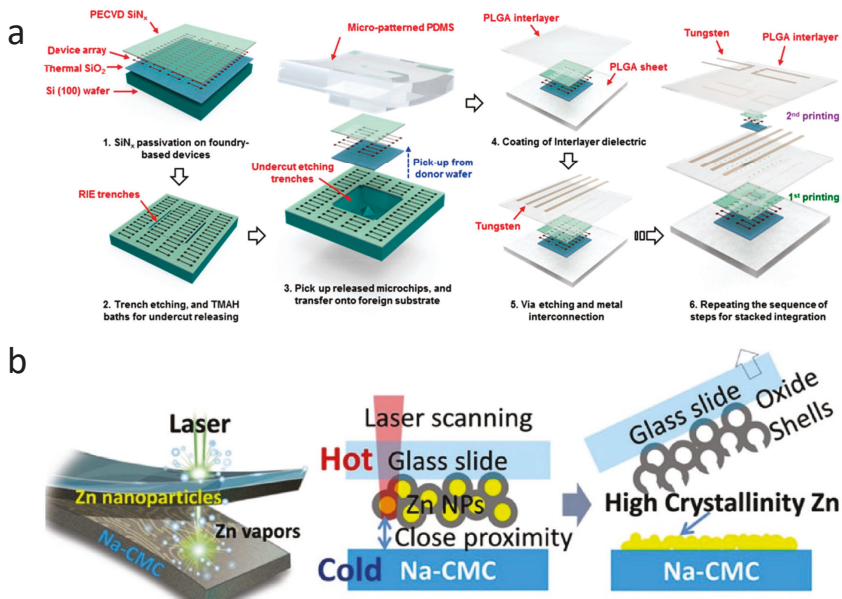 a
PECVD SiNₓ
Device array
Thermal SiO₂
Si (100) wafer
1. SiNₓ passivation on foundry-
based devices
RIE trenches
2. Trench etching, and TMAH
baths for undercut releasing
Micro-patterned PDMS
Undercut etching
trenches
Pick-up from
donor wafer
3. Pick up released microchips, and
transfer onto foreign substrate
PLGA interlayer
PLGA sheet
4. Coating of Interlayer dielectric
Tungsten
5. Via etching and metal
interconnection
Tungsten
PLGA interlayer
2nd printing
1st printing
6. Repeating the sequence of
steps for stacked integration
b
Laser
Zn nanoparticles
Zn vapors
Na-CMC
Laser scanning
Hot
Glass slide
Zn NPs
Close proximity
Cold
Na-CMC
Glass slide
Oxide
Shells
High Crystallinity Zn
Na-CMC